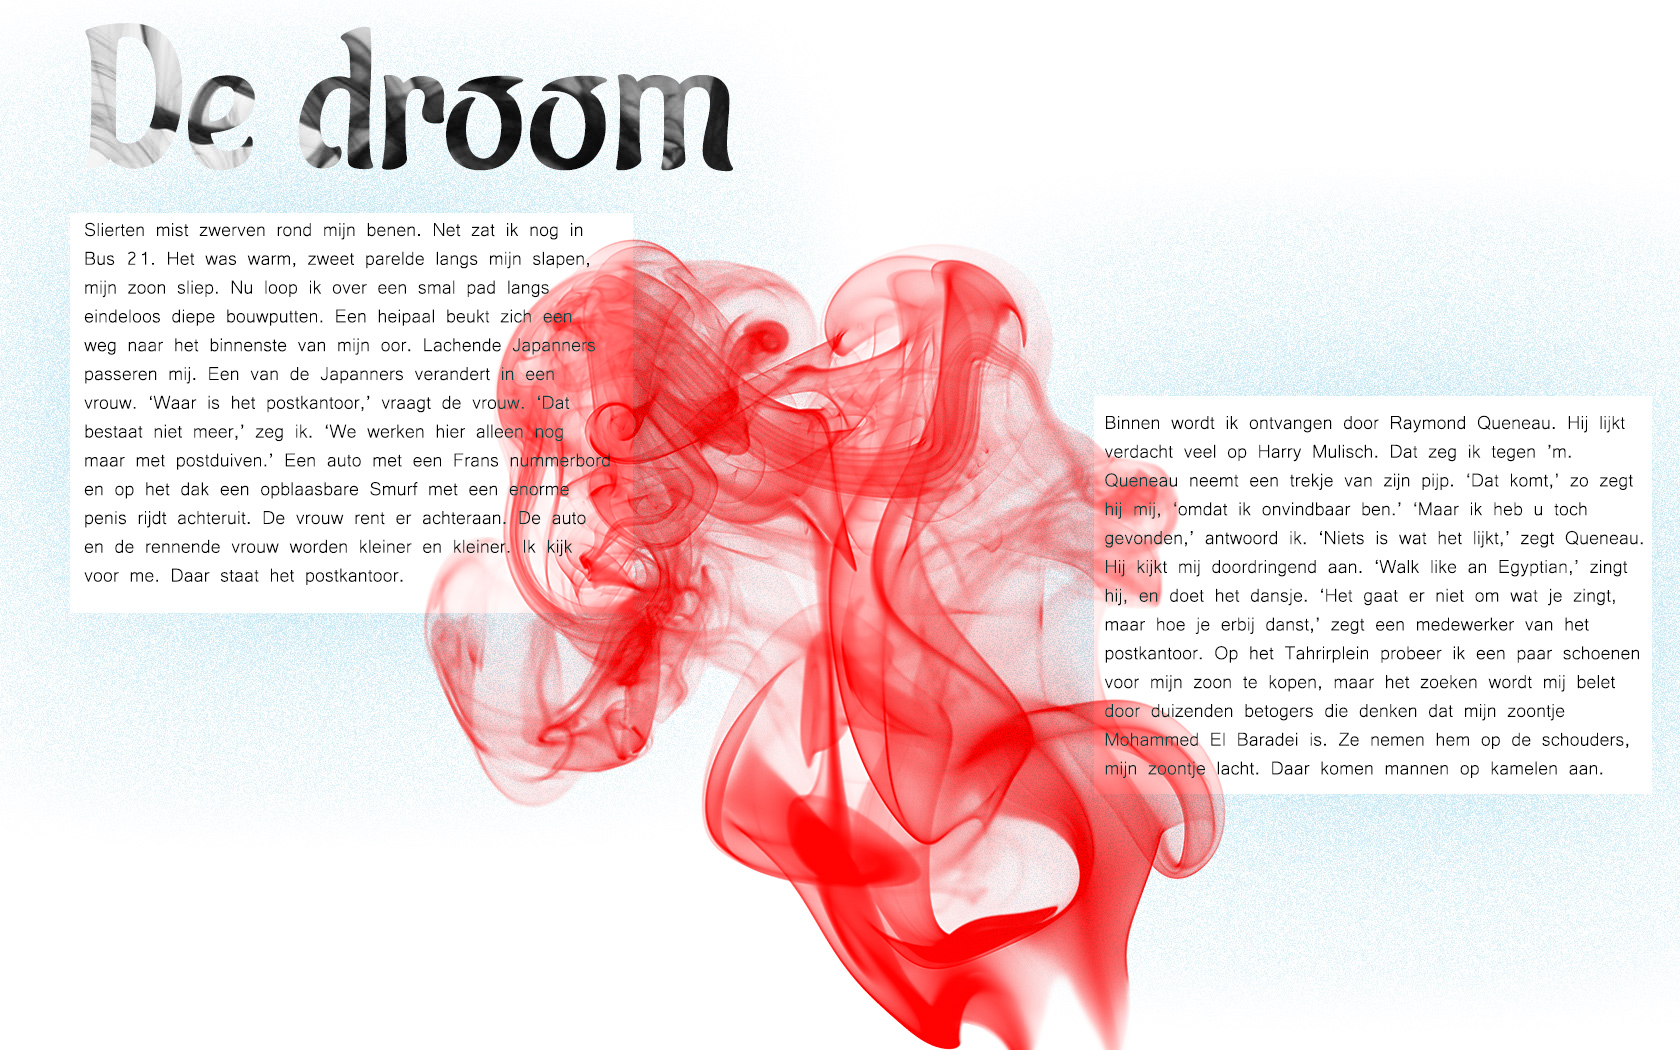 De droom
Slierten mist zwerven rond mijn benen. Net zat ik nog in
Bus 21. Het was warm, zweet parelde langs mijn slapen,
mijn zoon sliep. Nu loop ik over een smal pad langs
eindeloos diepe bouwputten. Een heipaal beukt zich een
weg naar het binnenste van mijn oor. Lachende Japanners
passeren mij. Een van de Japanners verandert in een
vrouw. ‘Waar is het postkantoor,’ vraagt de vrouw. ‘Dat
bestaat niet meer,’ zeg ik. ‘We werken hier alleen nog
maar met postduiven.’ Een auto met een Frans nummerbord
en op het dak een opblaasbare Smurf met een enorme
penis rijdt achteruit. De vrouw rent er achteraan. De auto
en de rennende vrouw worden kleiner en kleiner. Ik kijk
voor me. Daar staat het postkantoor.
Binnen wordt ik ontvangen door Raymond Queneau. Hij lijkt
verdacht veel op Harry Mulisch. Dat zeg ik tegen ’m.
Queneau neemt een trekje van zijn pijp. ‘Dat komt,’ zo zegt
hij mij, ‘omdat ik onvindbaar ben.’ ‘Maar ik heb u toch
gevonden,’ antwoord ik. ‘Niets is wat het lijkt,’ zegt Queneau.
Hij kijkt mij doordringend aan. ‘Walk like an Egyptian,’ zingt
hij, en doet het dansje. ‘Het gaat er niet om wat je zingt,
maar hoe je erbij danst,’ zegt een medewerker van het
postkantoor. Op het Tahrirplein probeer ik een paar schoenen
voor mijn zoon te kopen, maar het zoeken wordt mij belet
door duizenden betogers die denken dat mijn zoontje
Mohammed El Baradei is. Ze nemen hem op de schouders,
mijn zoontje lacht. Daar komen mannen op kamelen aan.